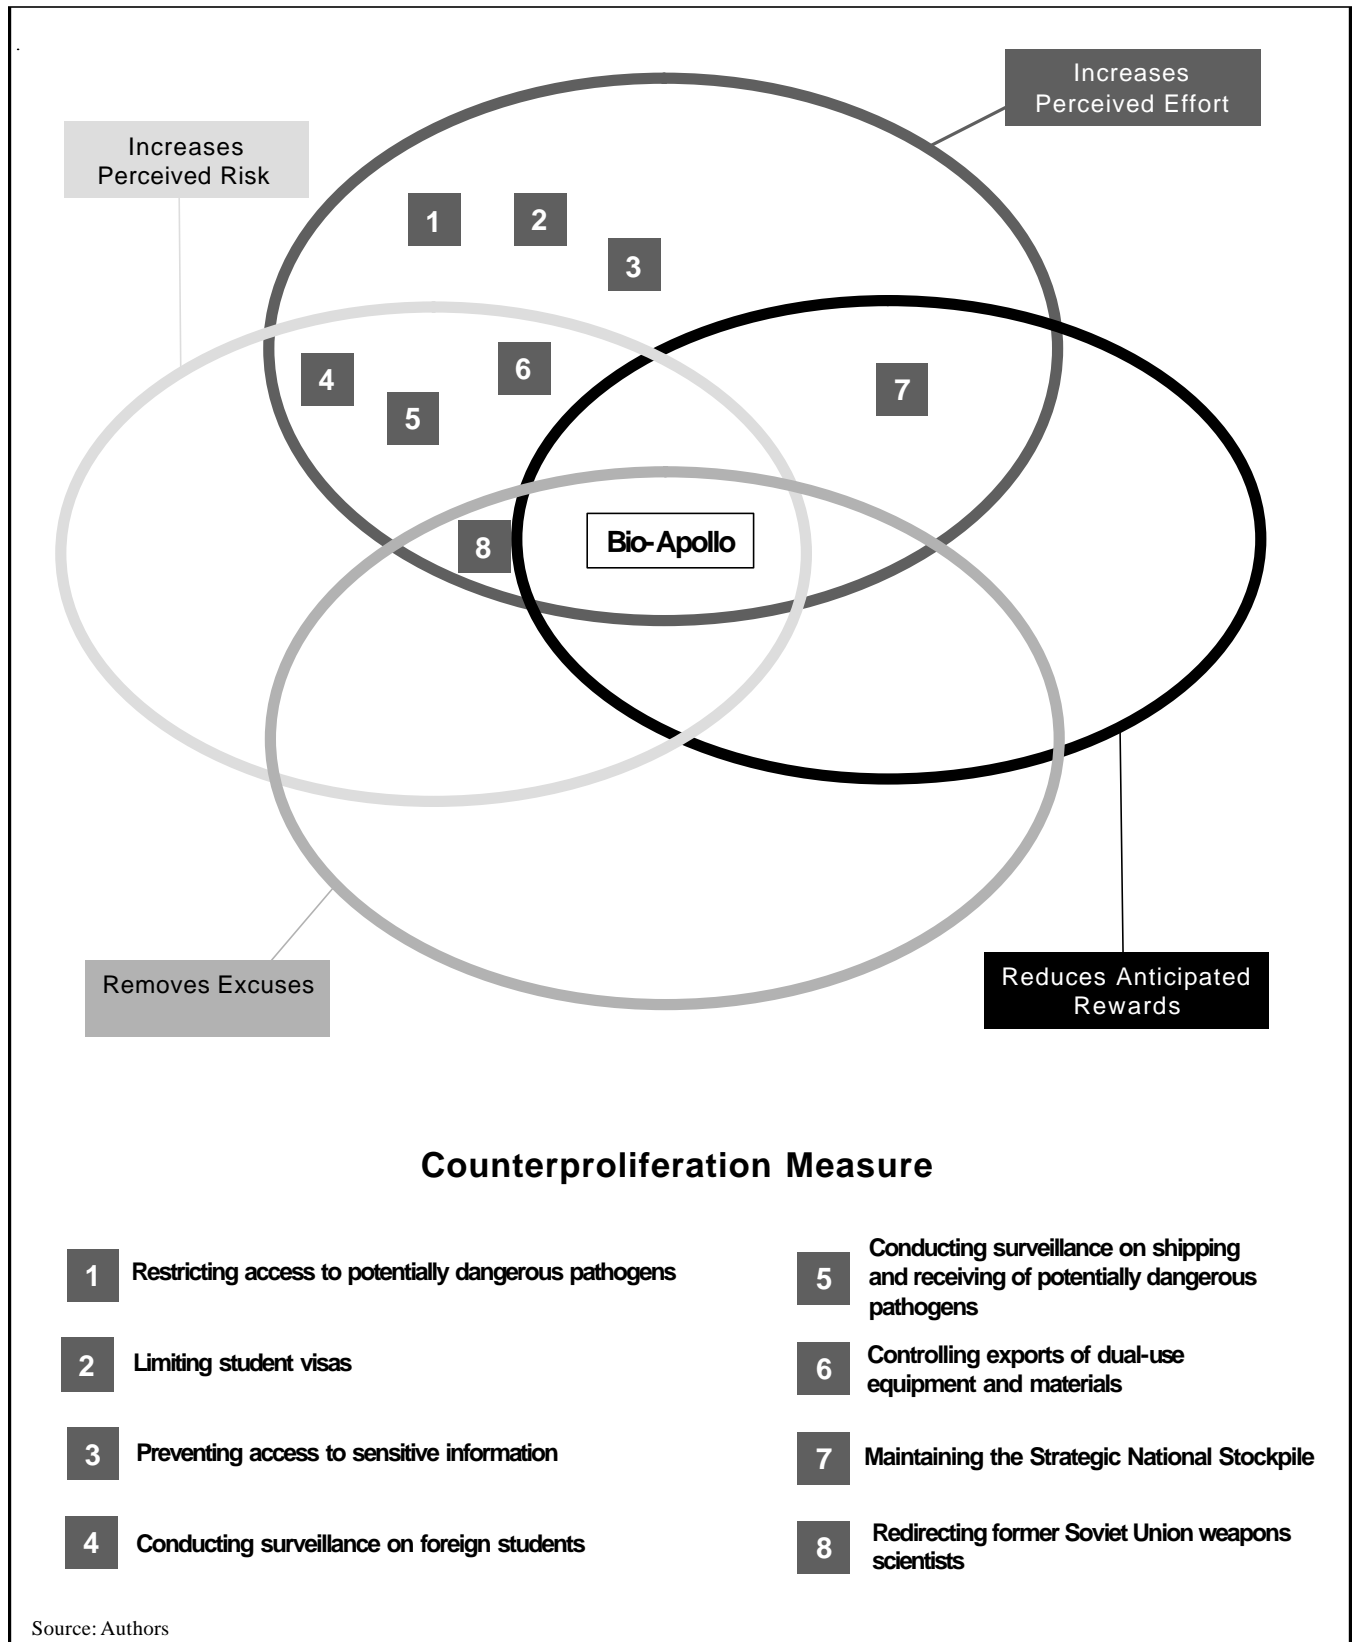 Increases
Perceived Effort
Increases
Perceived Risk
1
2
3
4
5
6
7
8
Bio-Apollo
Removes Excuses
Reduces Anticipated
Rewards
Counterproliferation Measure
1 Restricting access to potentially dangerous pathogens
2 Limiting student visas
3 Preventing access to sensitive information
4 Conducting surveillance on foreign students
5 Conducting surveillance on shipping
and receiving of potentially dangerous
pathogens
6 Controlling exports of dual-use
equipment and materials
7 Maintaining the Strategic National Stockpile
8 Redirecting former Soviet Union weapons
scientists
Source: Authors